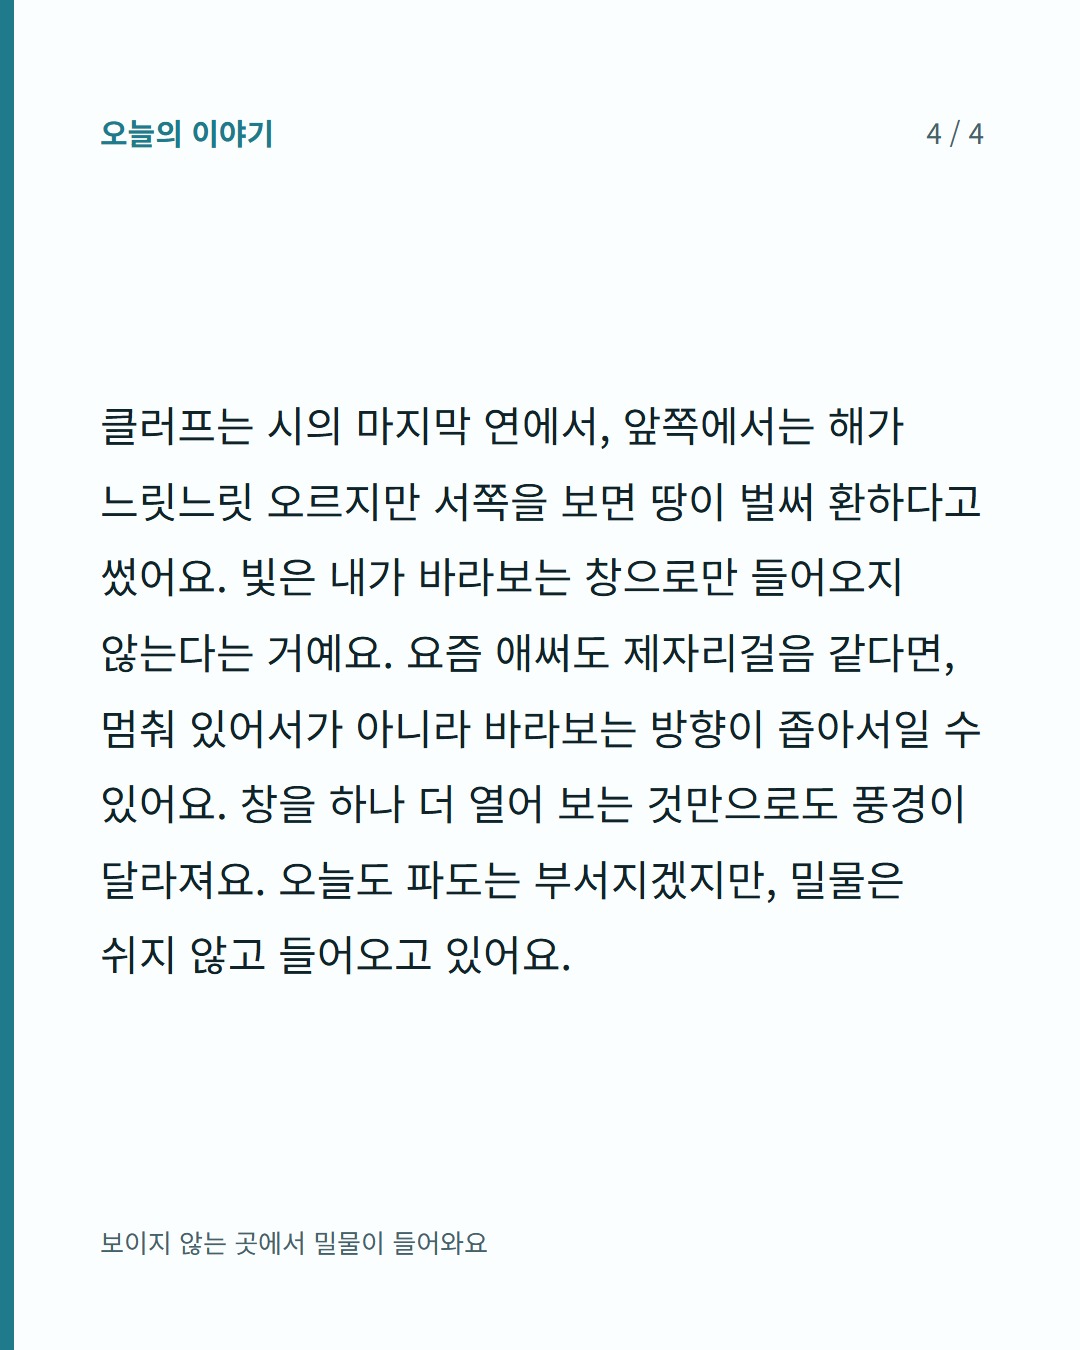 오늘의 이야기
4 / 4
클러프는 시의 마지막 연에서, 앞쪽에서는 해가
느릿느릿 오르지만 서쪽을 보면 땅이 벌써 환하다고
썼어요. 빛은 내가 바라보는 창으로만 들어오지
않는다는 거예요. 요즘 애써도 제자리걸음 같다면,
멈춰 있어서가 아니라 바라보는 방향이 좁아서일 수
있어요. 창을 하나 더 열어 보는 것만으로도 풍경이
달라져요. 오늘도 파도는 부서지겠지만, 밀물은
쉬지 않고 들어오고 있어요.
보이지 않는 곳에서 밀물이 들어와요